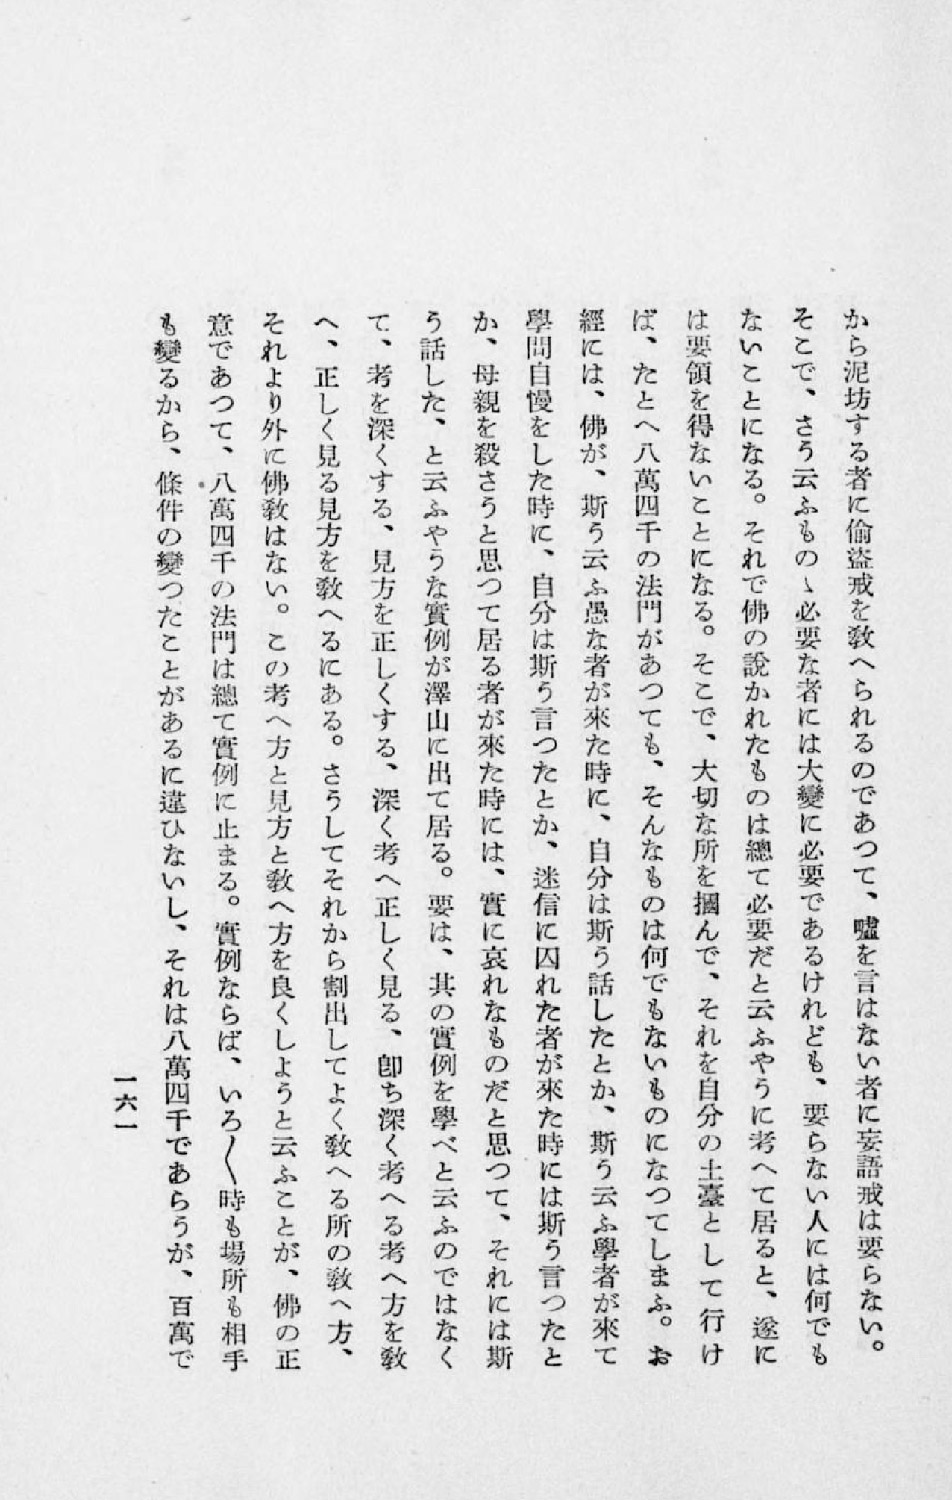 から泥坊する者に偷盜戒を敎へられるのであつて、噓を言はない者に妄語戒は要らない。
そこで、さう云ふものゝ必要な者には大變に必要であるけれども、要らない人には何でも
ないことになる。それで佛の說かれたものは總て必要だと云ふやうに考へて居ると、遂に
は要領を得ないことになる。そこで、大切な所を摑んで、それを自分の土臺として行け
ば、たとへ八萬四千の法門があつても、そんなものは何でもないものになつてしまふ。お
經には、佛が、斯う云ふ愚な者が來た時に、自分は斯う話したとか、斯う云ふ學者が來て
學問自慢をした時に、自分は斯う言つたとか、迷信に囚れた者が來た時には斯う言つたと
か、母親を殺さうと思つて居る者が來た時には、實に哀れなものだと思つて、それには斯
う話した、と云ふやうな實例が澤山に出て居る。要は、其の實例を學べと云ふのではなく
て、考を深くする、見方を正しくする、深く考へ正しく見る、卽ち深く考へる考へ方を敎
へ、正しく見る見方を敎へるにある。さうしてそれから割出してよく敎へる所の敎へ方、
それより外に佛敎はない。この考へ方と見方と敎へ方を良くしようと云ふことが、佛の正
意であつて、八萬四千の法門は總て實例に止まる。實例ならば、いろ〱時も場所も相手
も變るから、條件の變つたことがあるに違ひないし、それは八萬四千であらうが、百萬で
一六一